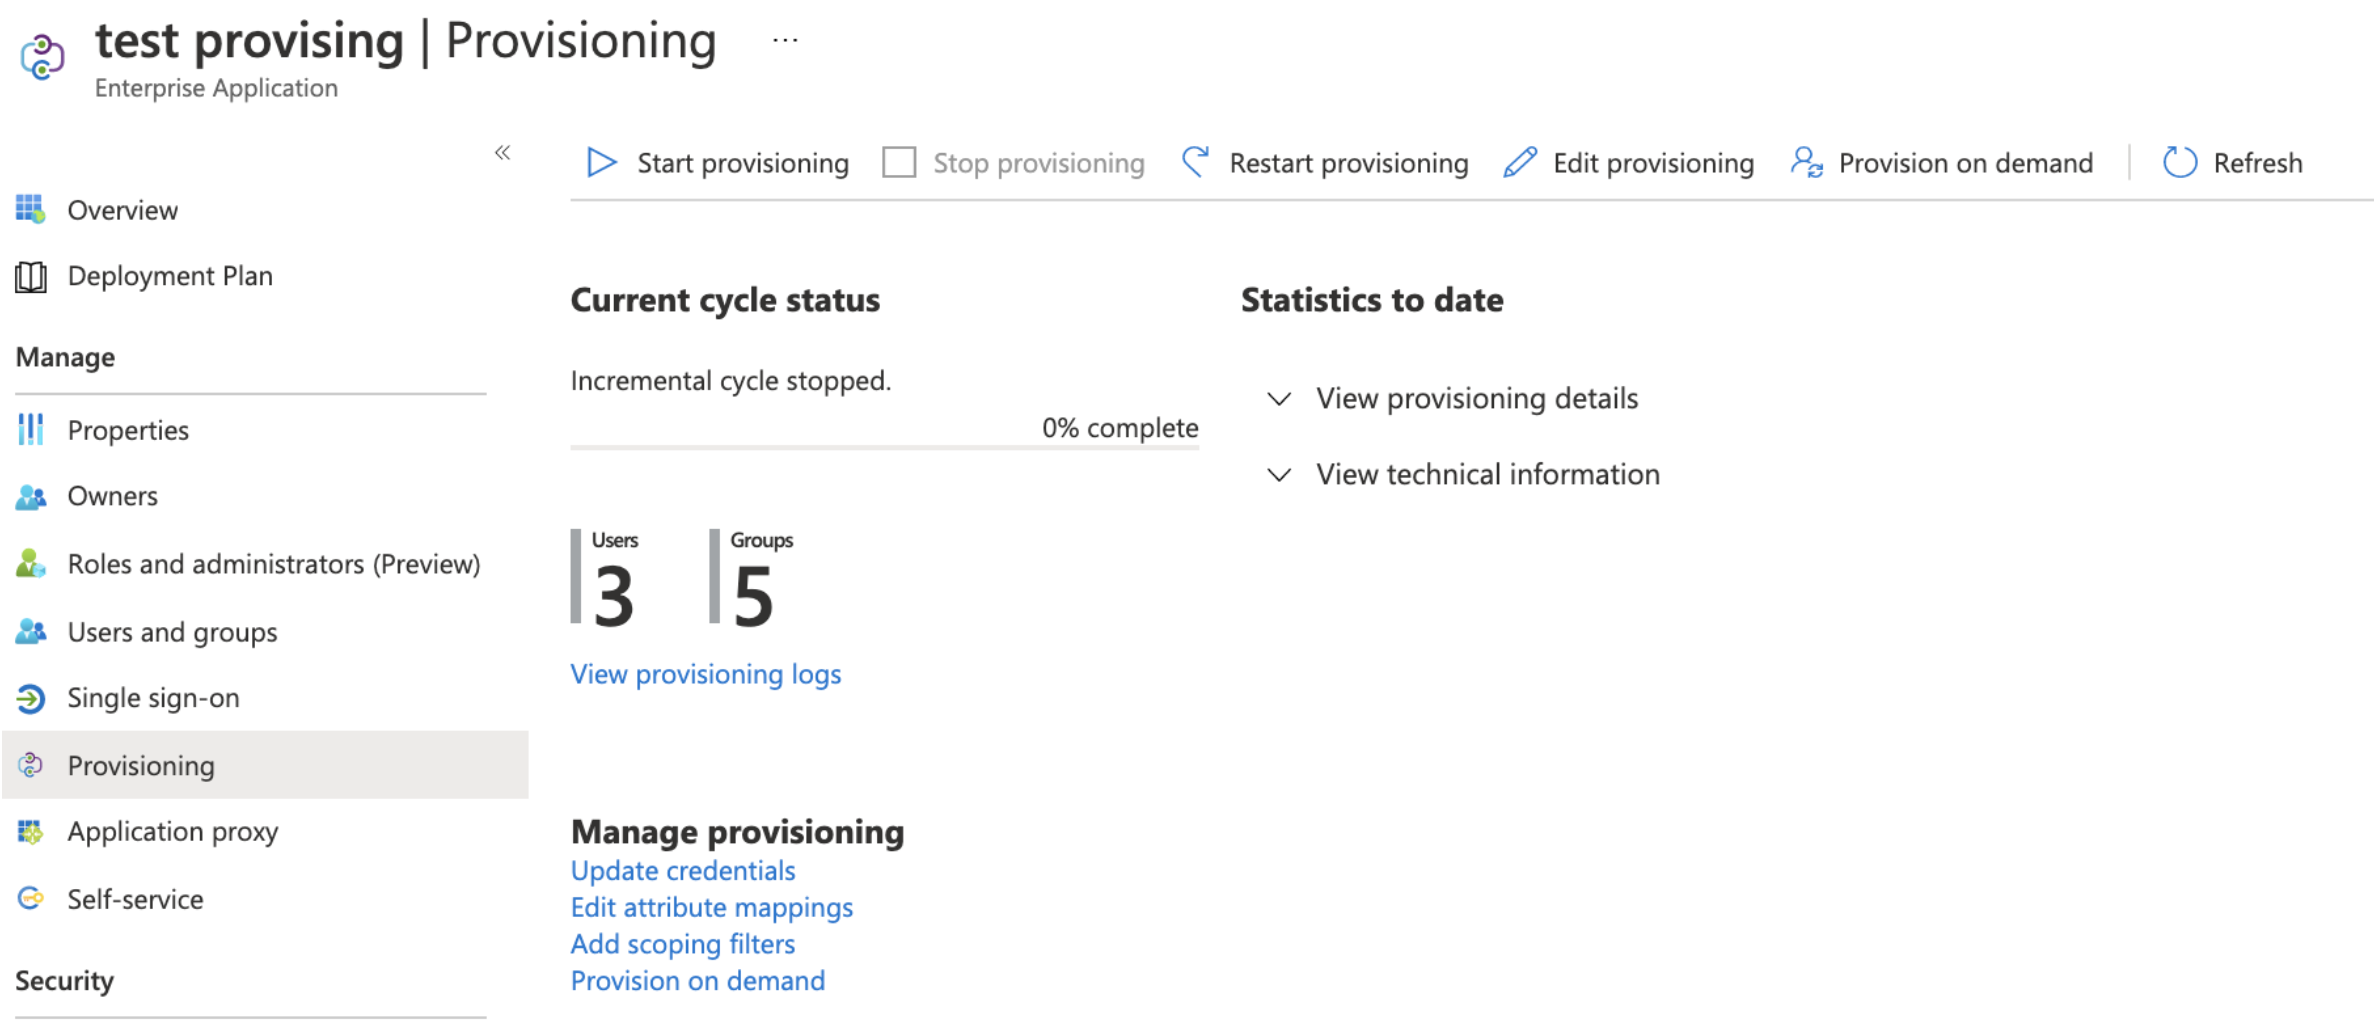 test provising | Provisioning ...
Enterprise Application
«
Overview
Deployment Plan
Manage
Properties
Owners
Roles and administrators (Preview)
Users and groups
Single sign-on
Provisioning
Application proxy
Self-service
Security
Start provisioning Stop provisioning Restart provisioning Edit provisioning Provision on demand Refresh
Current cycle status
Incremental cycle stopped.
0% complete
Users Groups
3 5
View provisioning logs
Manage provisioning
Update credentials
Edit attribute mappings
Add scoping filters
Provision on demand
Statistics to date
View provisioning details
View technical information